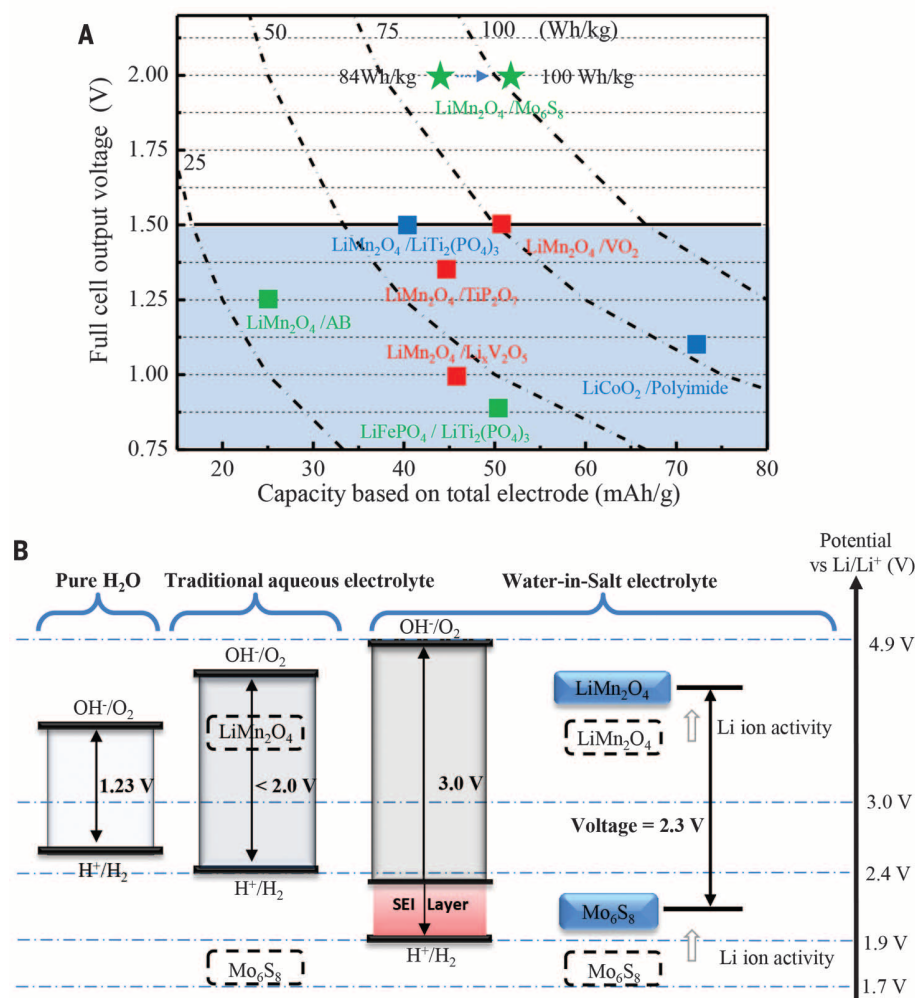 A
50
75
100
(Wh/kg)
2.00
84Wh/kg
100 Wh/kg
LiMn₂O₄/Mo₆S₈
1.75
25
1.50
LiMn₂O₄/LiTi₂(PO₄)₃
LiMn₂O₄ /VO₂
LiMn₂O₄ /TiP₂O₇
1.25
LiMn₂O₄ /AB
LiMn₂O₄ /LiₓV₂O₅
1.00
LiCoO₂ /Polyimide
LiFePO₄ / LiTi₂(PO₄)₃
0.75
Full cell output voltage (V)
20 30 40 50 60 70 80
Capacity based on total electrode (mAh/g)
B
Potential
vs Li/Li⁺ (V)
Pure H₂O
Traditional aqueous electrolyte
Water-in-Salt electrolyte
OH⁻/O₂
4.9 V
OH⁻/O₂
LiMn₂O₄
OH⁻/O₂
LiMn₂O₄
LiMn₂O₄
Li ion activity
1.23 V
< 2.0 V
3.0 V
3.0 V
Voltage = 2.3 V
H⁺/H₂
H⁺/H₂
2.4 V
SEI Layer
Mo₆S₈
H⁺/H₂
1.9 V
Mo₆S₈
Mo₆S₈
Li ion activity
1.7 V